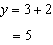 y = 3 + 2
= 5